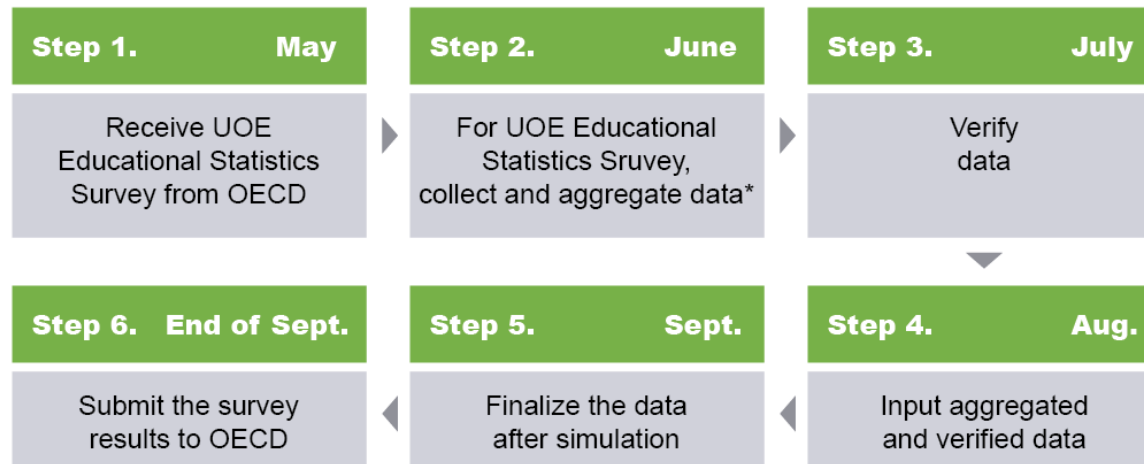 Step 1. May
Receive UOE
Educational Statistics
Survey from OECD
Step 2. June
For UOE Educational
Statistics Sruvey,
collect and aggregate data*
Step 3. July
Verify
data
Step 4. Aug.
Input aggregated
and verified data
Step 5. Sept.
Finalize the data
after simulation
Step 6. End of Sept.
Submit the survey
results to OECD